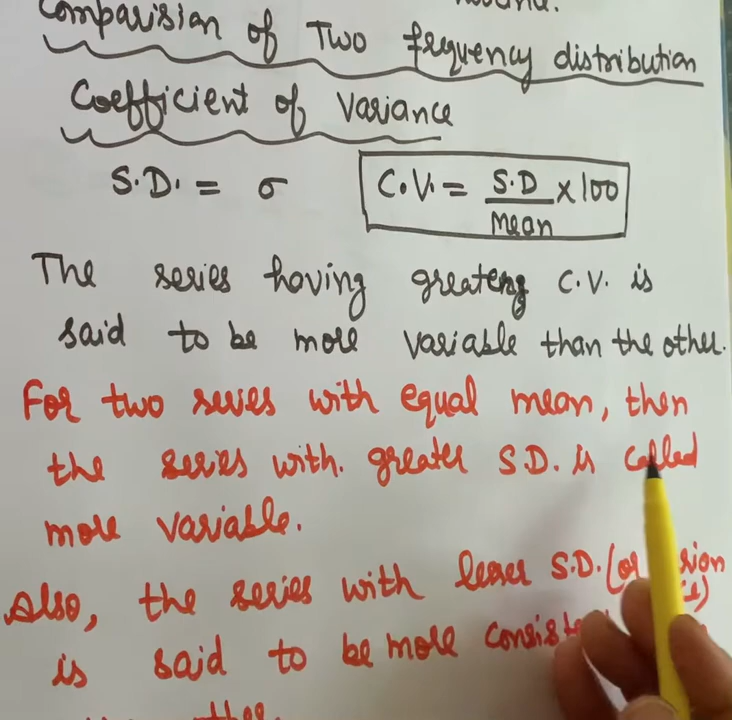 Comparision of Two frequency distribution
Coefficient of Variance
S.D. = σ
C.V. = S.D / Mean × 100
The series having greater C.V. is
said to be more variable than the other.
For two series with equal mean, then
the series with. greater S.D. is called
more variable.
Also, the series with lesser S.D. (or
is said to be more